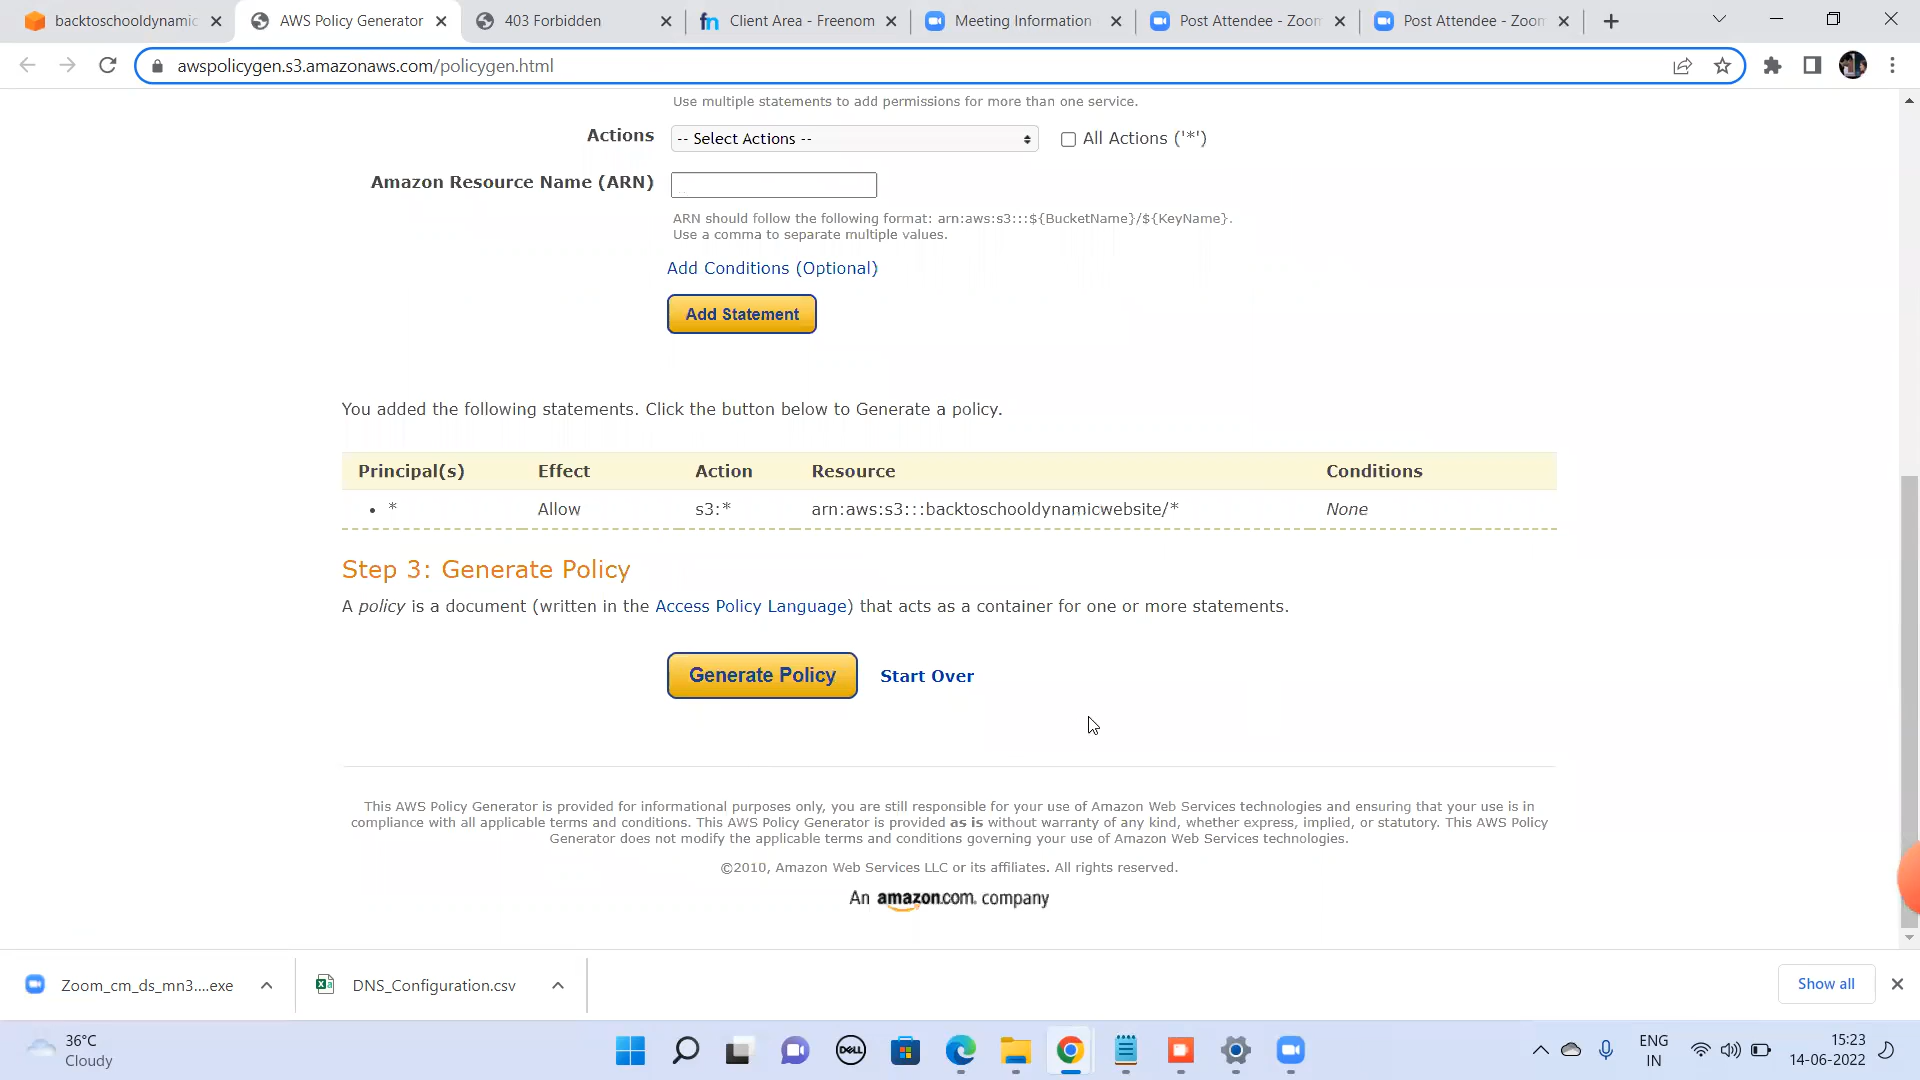 backtoschooldynamic
AWS Policy Generator
403 Forbidden
fn Client Area - Freenom
Meeting Information
Post Attendee - Zoom
Post Attendee - Zoom
awspolicygen.s3.amazonaws.com/policygen.html
Use multiple statements to add permissions for more than one service.
Actions -- Select Actions -- All Actions ('*')
Amazon Resource Name (ARN)
ARN should follow the following format: arn:aws:s3:::${BucketName}/${KeyName}.
Use a comma to separate multiple values.
Add Conditions (Optional)
Add Statement
You added the following statements. Click the button below to Generate a policy.
Principal(s) Effect Action Resource Conditions
• * Allow s3:* arn:aws:s3:::backtoschooldynamicwebsite/* None
Step 3: Generate Policy
A policy is a document (written in the Access Policy Language) that acts as a container for one or more statements.
Generate Policy Start Over
This AWS Policy Generator is provided for informational purposes only, you are still responsible for your use of Amazon Web Services technologies and ensuring that your use is in
compliance with all applicable terms and conditions. This AWS Policy Generator is provided as is without warranty of any kind, whether express, implied, or statutory. This AWS Policy
Generator does not modify the applicable terms and conditions governing your use of Amazon Web Services technologies.
©2010, Amazon Web Services LLC or its affiliates. All rights reserved.
An amazon.com. company
Zoom_cm_ds_mn3....exe
DNS_Configuration.csv
Show all
36°C
Cloudy
DELL
ENG
IN
15:23
14-06-2022